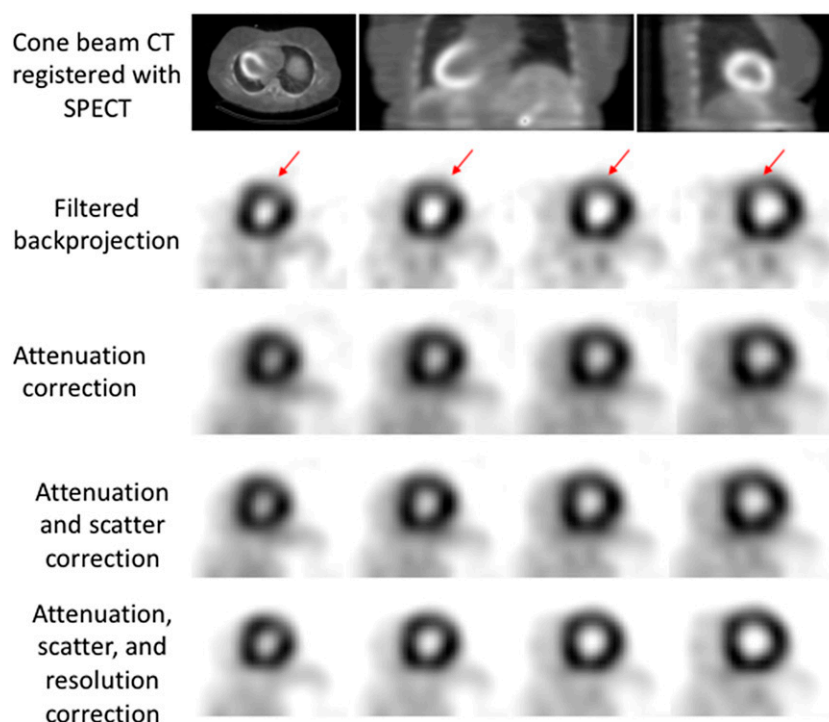 Cone beam CT
registered with
SPECT
Filtered
backprojection
Attenuation
correction
Attenuation
and scatter
correction
Attenuation,
scatter, and
resolution
correction